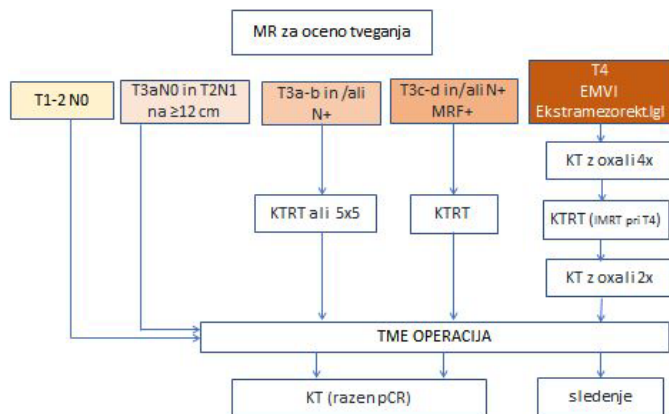 MR za oceno tveganja
T1-2 N0
T3aN0 in T2N1
na ≥12 cm
T3a-b in /ali
N+
T3c-d in/ali N+
MRF+
T4
EMVI
Ekstramezorekt.lgl
KT z oxali 4x
KTRT ali 5x5
KTRT
KTRT (IMRT pri T4)
KT z oxali 2x
TME OPERACIJA
KT (razen pCR)
sledenje